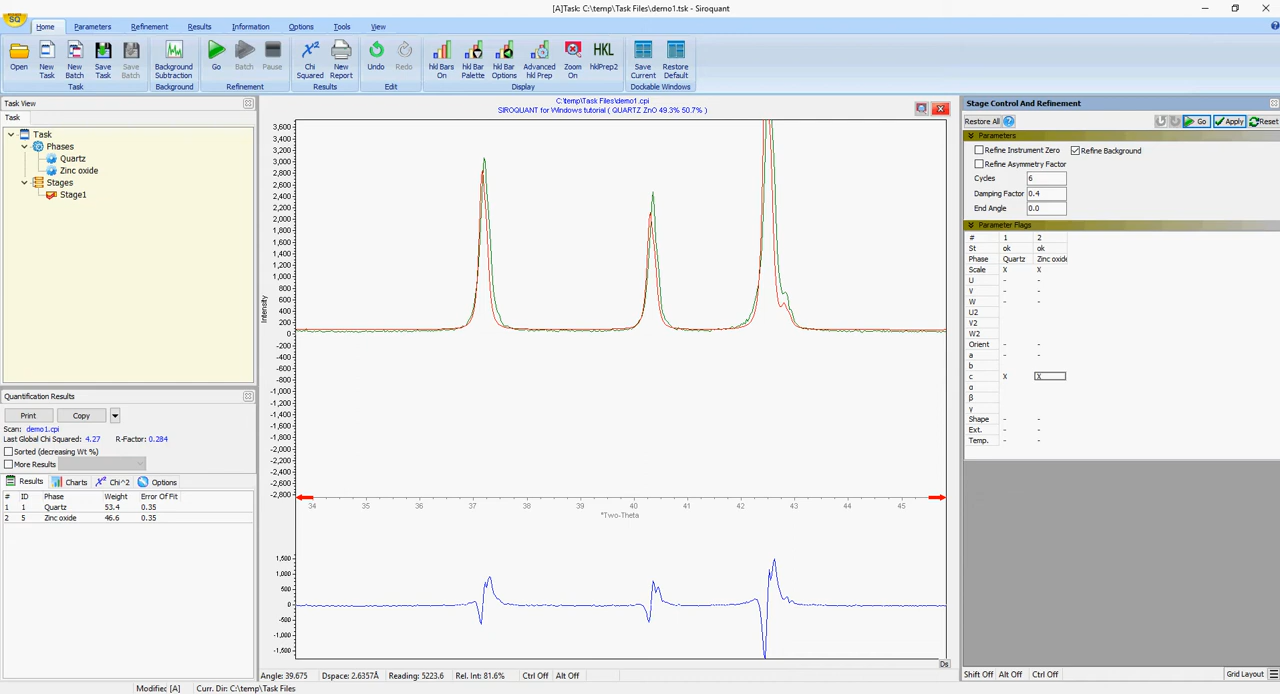 [A]Task: C:\temp\Task Files\demo1.tsk - Siroquant
SQ
Home Parameters Refinement Results Information Options Tools View
Open
New Task
New Batch
Save Task
Save Batch
Background Subtraction
Go
Batch
Pause
Chi Squared
New Report
Undo
Redo
hkl Bars On
hkl Bar Palette
hkl Bar Options
Advanced hkl Prep
Zoom On
HKL
hklPrep2
Save Current
Restore Default
Task Background Refinement Results Edit Display Dockable Windows
Task View
Task
Task
Phases
Quartz
Zinc oxide
Stages
Stage1
Quantification Results
Print Copy
Scan: demo1.cpi
Last Global Chi Squared: 4.27 R-Factor: 0.284
Sorted (decreasing Wt %)
More Results
Results Charts Chi^2 Options
# ID Phase Weight Error Of Fit
1 1 Quartz 53.4 0.35
2 5 Zinc oxide 46.6 0.35
C:\temp\Task Files\demo1.cpi
SIROQUANT for Windows tutorial ( QUARTZ ZnO 49.3% 50.7% )
Intensity
3,600
3,400
3,200
3,000
2,800
2,600
2,400
2,200
2,000
1,800
1,600
1,400
1,200
1,000
800
600
400
200
0
-200
-400
-600
-800
-1,000
-1,200
-1,400
-1,600
-1,800
-2,000
-2,200
-2,400
-2,600
-2,800
34 35 36 37 38 39 40 41 42 43 44 45
°Two-Theta
1,500
1,000
500
0
-500
-1,000
-1,500
Ds
Angle: 39.675 Dspace: 2.6357Å Reading: 5223.6 Rel. Int: 81.6% Ctrl Off Alt Off
Stage Control And Refinement
Restore All Go Apply Reset
Parameters
Refine Instrument Zero Refine Background
Refine Asymmetry Factor
Cycles 6
Damping Factor 0.4
End Angle 0.0
Parameter Flags
# 1 2
St ok ok
Phase Quartz Zinc oxide
Scale X X
U - -
V - -
W - -
U2
V2
W2
Orient - -
a - -
b
c X X
α
β
γ
Shape - -
Ext. - -
Temp. - -
Shift Off Alt Off Ctrl Off Grid Layout
Modified [A] Curr. Dir: C:\temp\Task Files